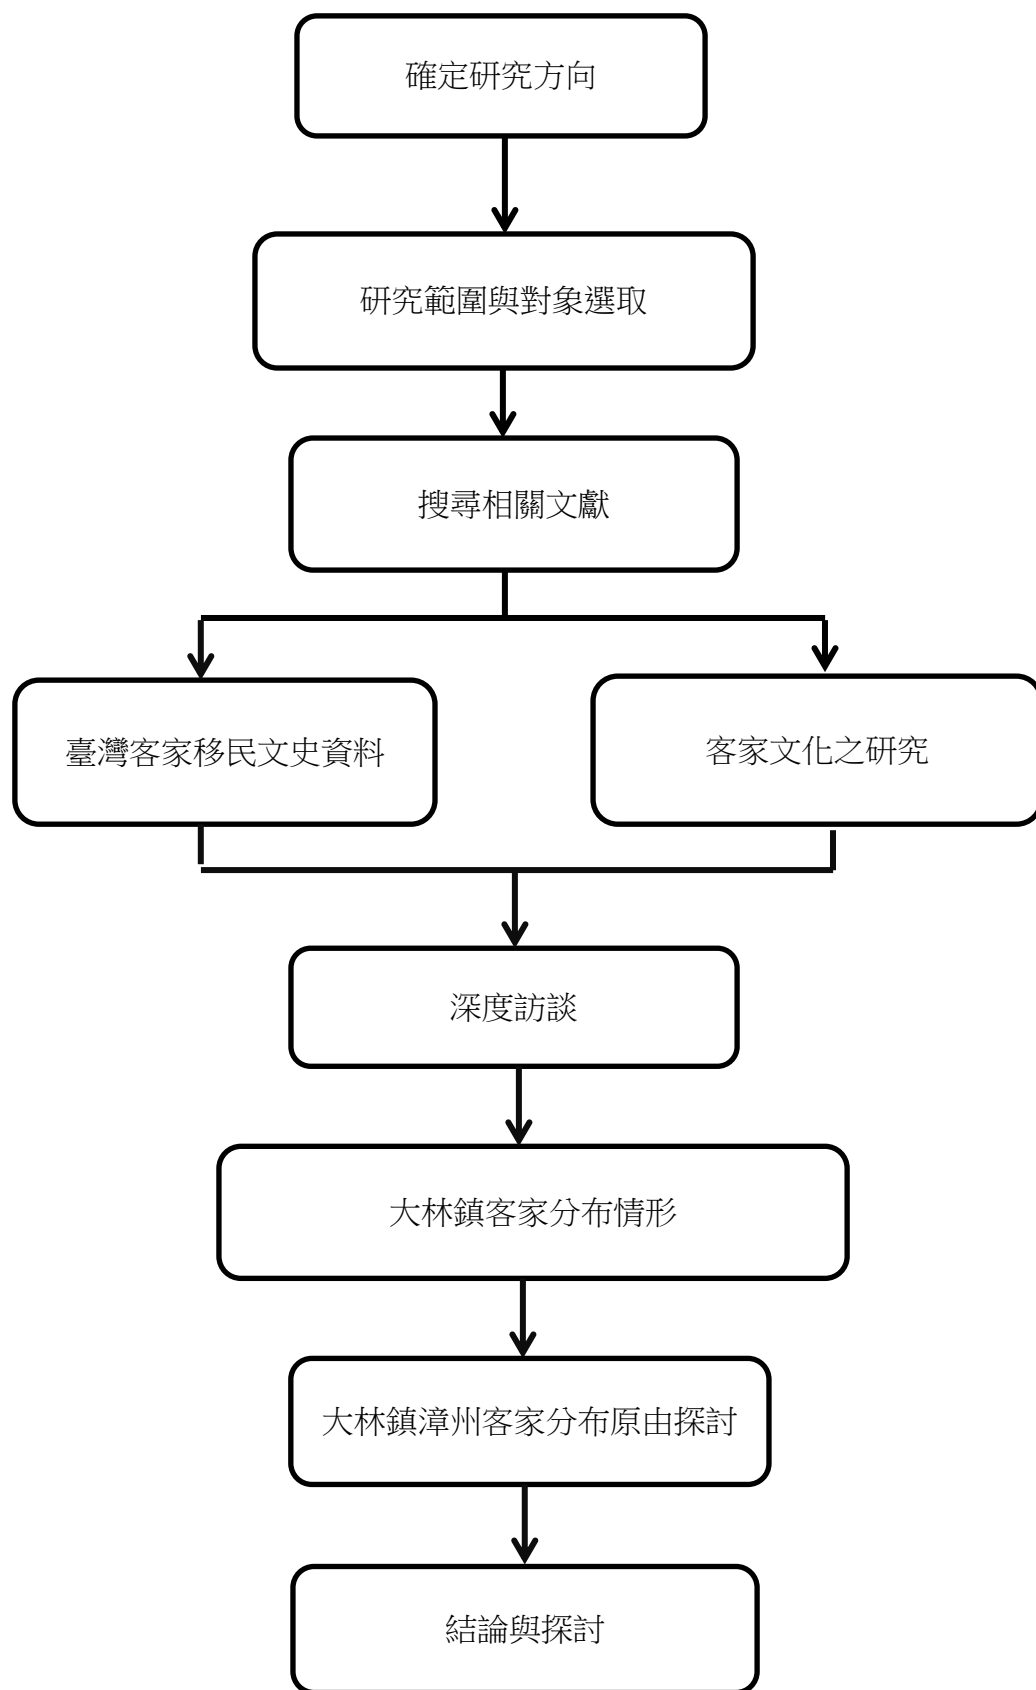 確定研究方向
研究範圍與對象選取
搜尋相關文獻
臺灣客家移民文史資料
客家文化之研究
深度訪談
大林鎮客家分布情形
大林鎮漳州客家分布原由探討
結論與探討